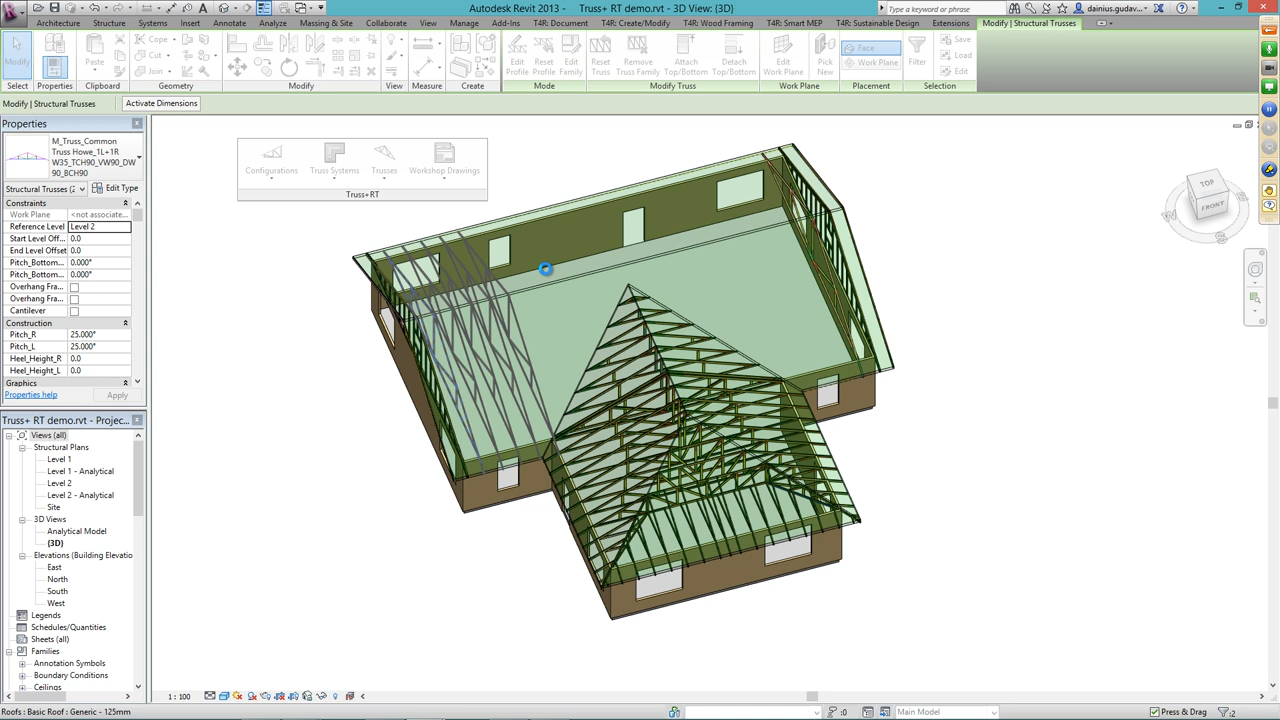 Autodesk Revit 2013 -    Truss+ RT demo.rvt - 3D View: {3D}
Type a keyword or phrase
dainius.gudav...
Architecture Structure Systems Insert Annotate Analyze Massing & Site Collaborate View Manage Add-Ins T4R: Document T4R: Create/Modify T4R: Wood Framing T4R: Smart MEP T4R: Sustainable Design Extensions Modify | Structural Trusses
Modify Paste Cope Cut Join
Edit Profile Reset Profile Edit Family Reset Truss Remove Truss Family Attach Top/Bottom Detach Top/Bottom Edit Work Plane Pick New Face Work Plane Filter Save Load Edit
Select Properties Clipboard Geometry Modify View Measure Create Mode Modify Truss Work Plane Placement Selection
Modify | Structural Trusses Activate Dimensions
Properties
M_Truss_Common
Truss Howe_1L+1R
W35_TCH90_VW90_DW
90_BCH90
Structural Trusses (2 Edit Type
Constraints
Work Plane <not associate...
Reference Level Level 2
Start Level Off... 0.0
End Level Offset 0.0
Pitch_Bottom... 0.000°
Pitch_Bottom... 0.000°
Overhang Fra...
Overhang Fra...
Cantilever
Construction
Pitch_R 25.000°
Pitch_L 25.000°
Heel_Height_R 0.0
Heel_Height_L 0.0
Graphics
Properties help Apply
Configurations Truss Systems Trusses Workshop Drawings
Truss+RT
TOP
FRONT
Truss+ RT demo.rvt - Projec...
Views (all)
Structural Plans
Level 1
Level 1 - Analytical
Level 2
Level 2 - Analytical
Site
3D Views
Analytical Model
{3D}
Elevations (Building Elevatio
East
North
South
West
Legends
Schedules/Quantities
Sheets (all)
Families
Annotation Symbols
Boundary Conditions
Ceilings
1 : 100
Roofs : Basic Roof : Generic - 125mm
:0 Main Model Press & Drag :2